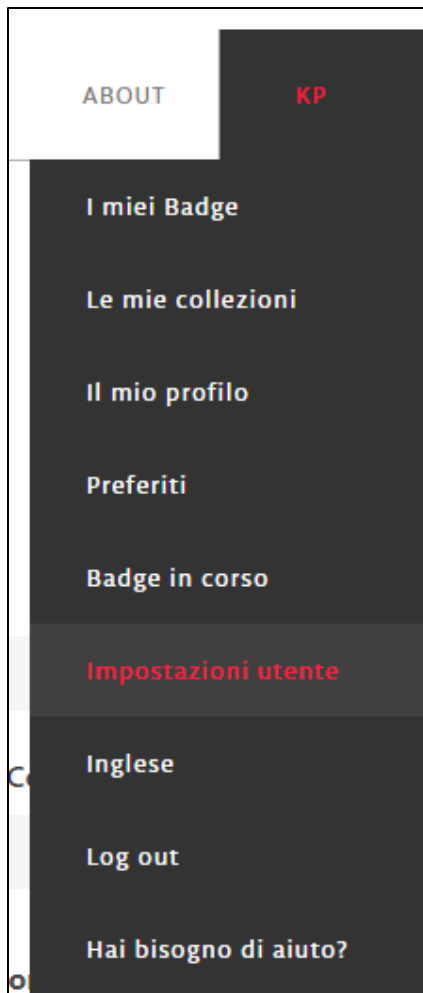 ABOUT KP
I miei Badge
Le mie collezioni
Il mio profilo
Preferiti
Badge in corso
Impostazioni utente
Inglese
Log out
Hai bisogno di aiuto?